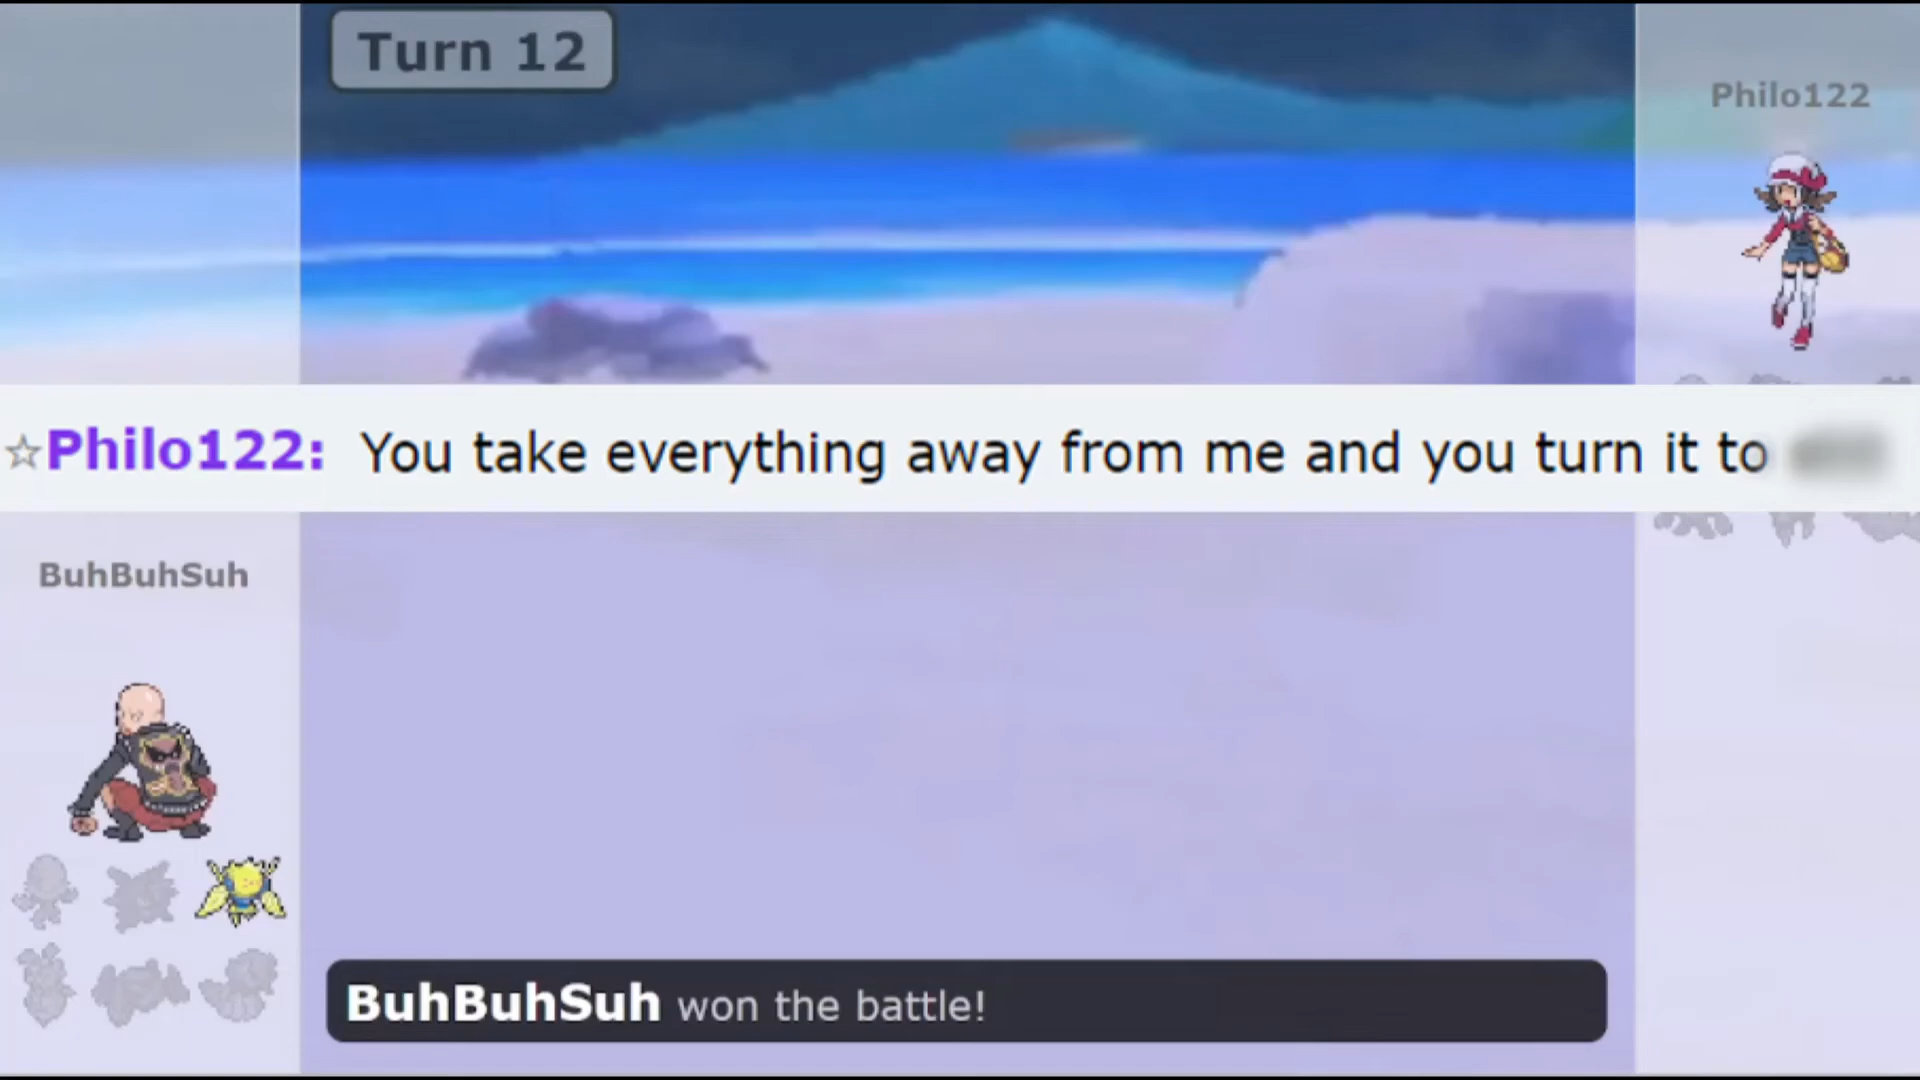 Turn 12
Philo122
☆Philo122: You take everything away from me and you turn it to
BuhBuhSuh
BuhBuhSuh won the battle!